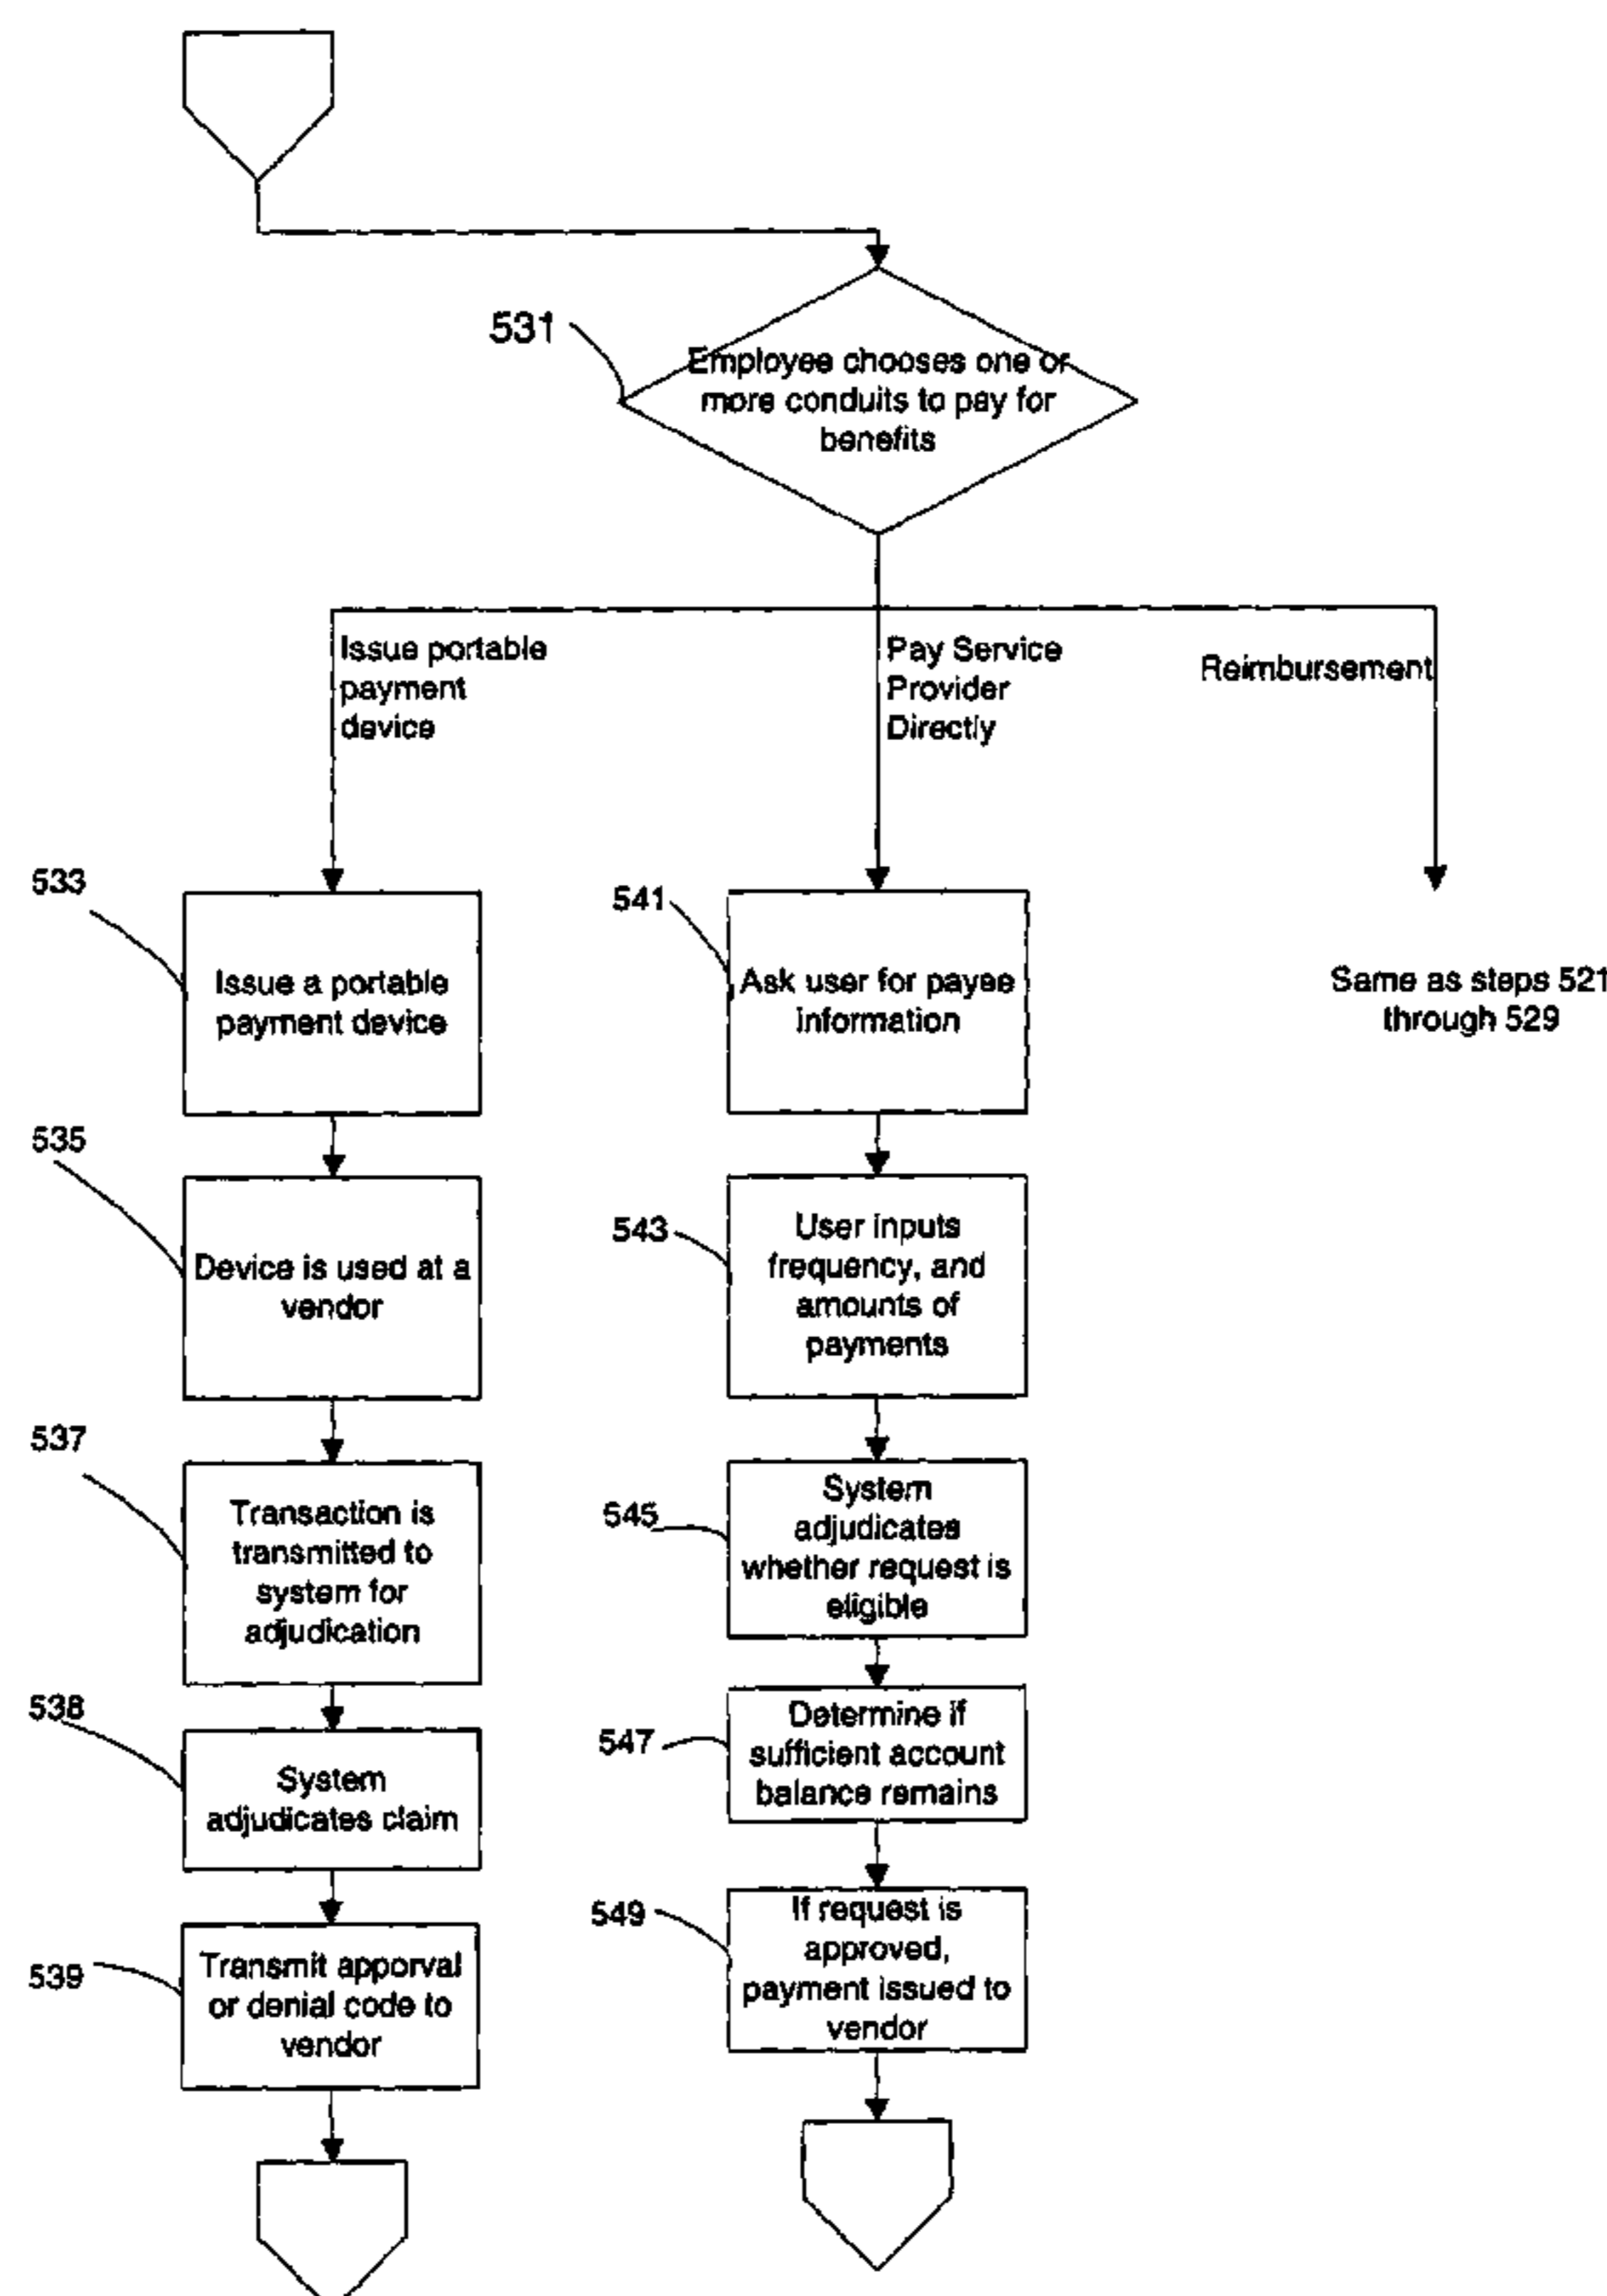 531
Employee chooses one or
more conduits to pay for
benefits
Issue portable
payment
device
Pay Service
Provider
Directly
Reimbursement
533
Issue a portable
payment device
541
Ask user for payee
information
Same as steps 521
through 529
535
Device is used at a
vendor
543
User inputs
frequency, and
amounts of
payments
537
Transaction is
transmitted to
system for
adjudication
545
System
adjudicates
whether request is
eligible
538
System
adjudicates claim
547
Determine if
sufficient account
balance remains
539
Transmit apporval
or denial code to
vendor
549
If request is
approved,
payment issued to
vendor